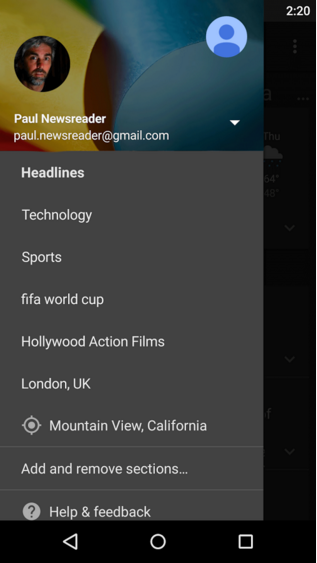 2:20
Paul Newsreader
paul.newsreader@gmail.com
Headlines
Technology
Sports
fifa world cup
Hollywood Action Films
London, UK
Mountain View, California
Add and remove sections...
Help & feedback
a ...
Thu
64°
48°